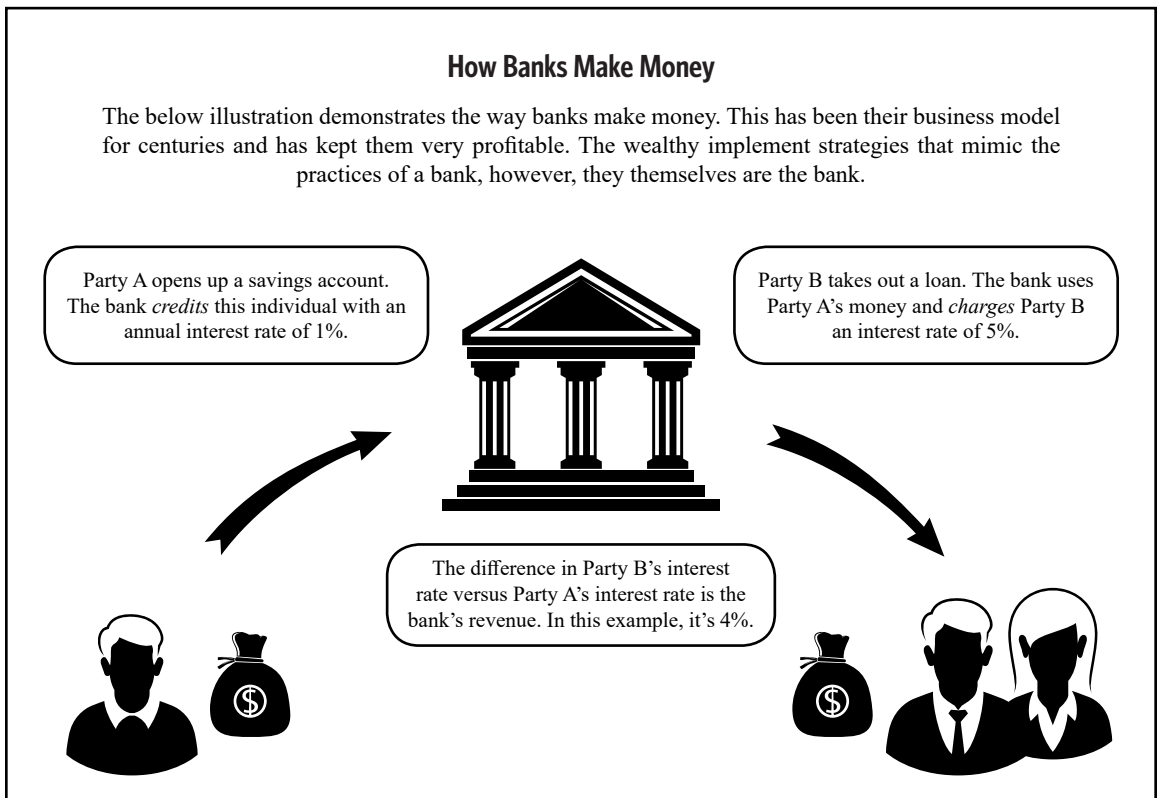 How Banks Make Money
The below illustration demonstrates the way banks make money. This has been their business model
for centuries and has kept them very profitable. The wealthy implement strategies that mimic the
practices of a bank, however, they themselves are the bank.
Party A opens up a savings account.
The bank credits this individual with an
annual interest rate of 1%.
Party B takes out a loan. The bank uses
Party A’s money and charges Party B
an interest rate of 5%.
The difference in Party B’s interest
rate versus Party A’s interest rate is the
bank’s revenue. In this example, it’s 4%.
$
$